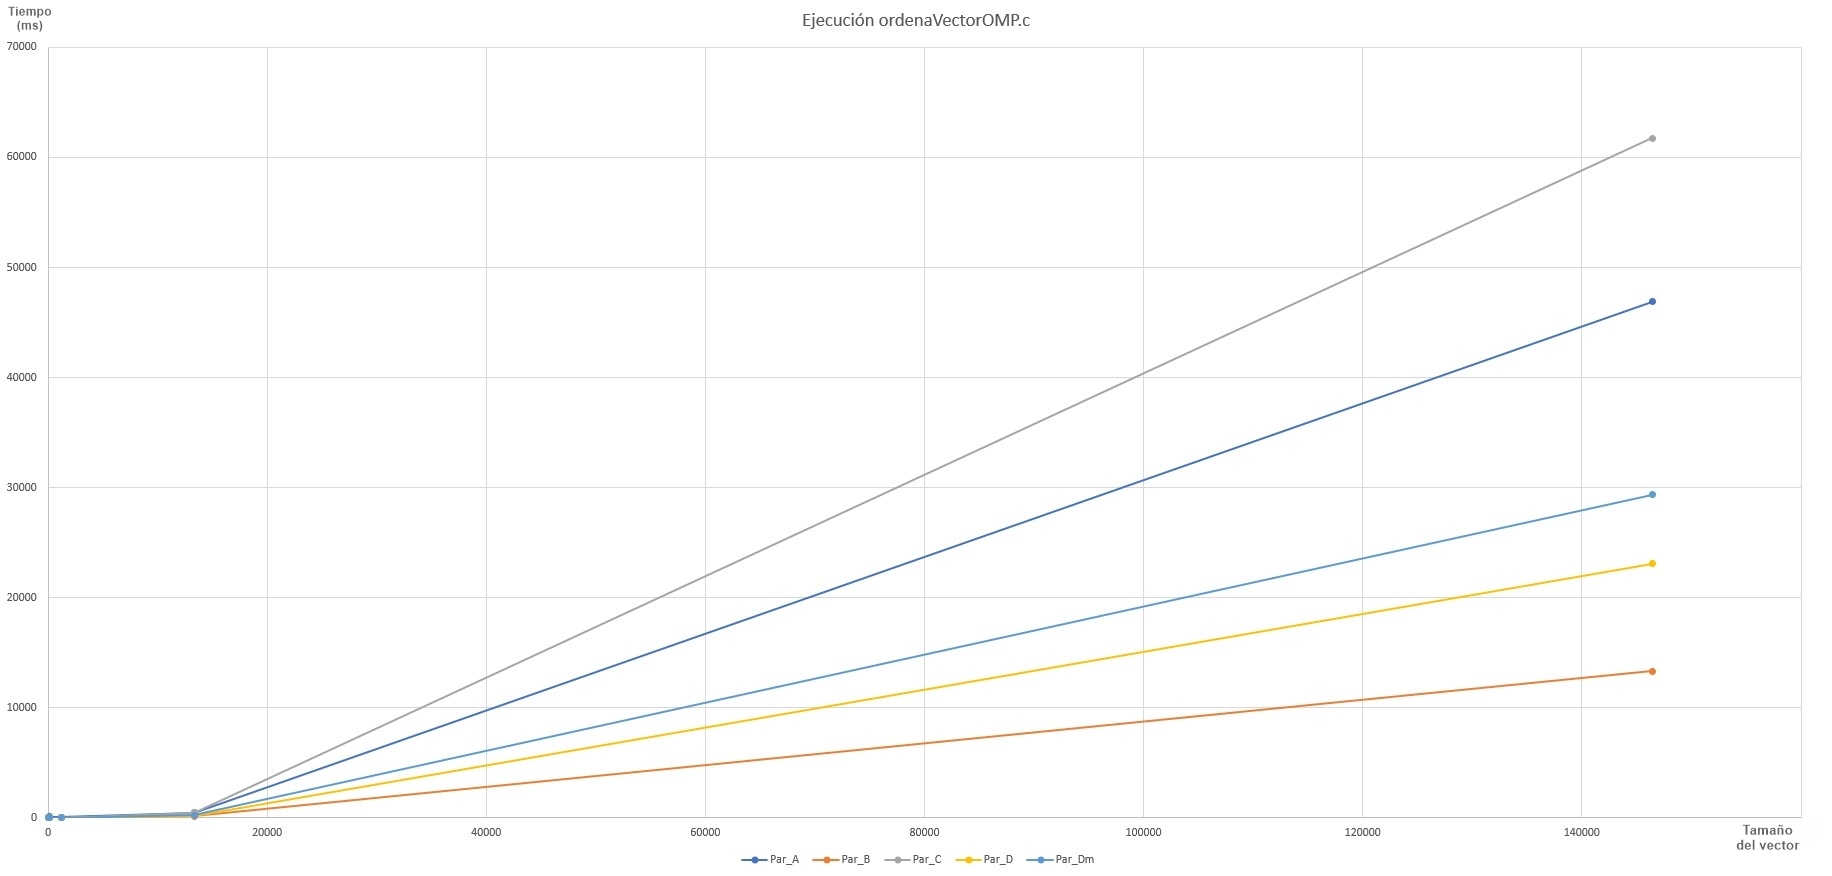 Tiempo
(ms)
Ejecución ordenaVectorOMP.c
70000
60000
50000
40000
30000
20000
10000
0
0 20000 40000 60000 80000 100000 120000 140000
Tamaño
del vector
Par_A Par_B Par_C Par_D Par_Dm